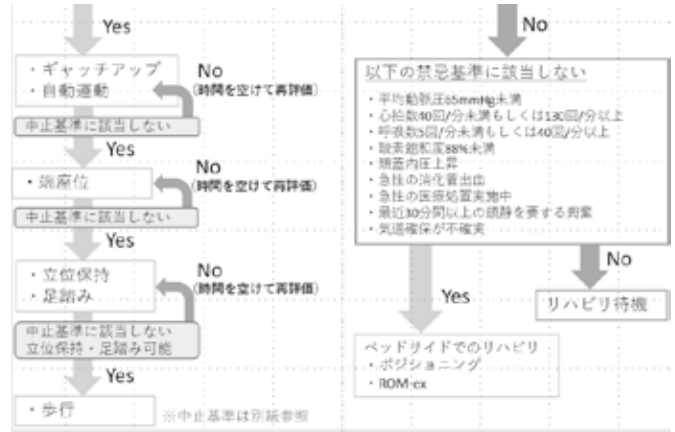 Yes
・ギャッチアップ
・自動運動
No
(時間を空けて再評価)
中止基準に該当しない
Yes
・端座位
No
(時間を空けて再評価)
中止基準に該当しない
Yes
・立位保持
・足踏み
No
(時間を空けて再評価)
中止基準に該当しない
立位保持・足踏み可能
Yes
・歩行
※中止基準は別紙参照
No
以下の禁忌基準に該当しない
・平均動脈圧65mmHg未満
・心拍数40回/分未満もしくは130回/分以上
・呼吸数5回/分未満もしくは40回/分以上
・酸素飽和度88%未満
・頭蓋内圧上昇
・急性の消化管出血
・急性の医療処置実施中
・最近30分間以上の鎮静を要する興奮
・気道確保が不確実
No
リハビリ待機
Yes
ベッドサイドでのリハビリ
・ポジショニング
・ROM-ex